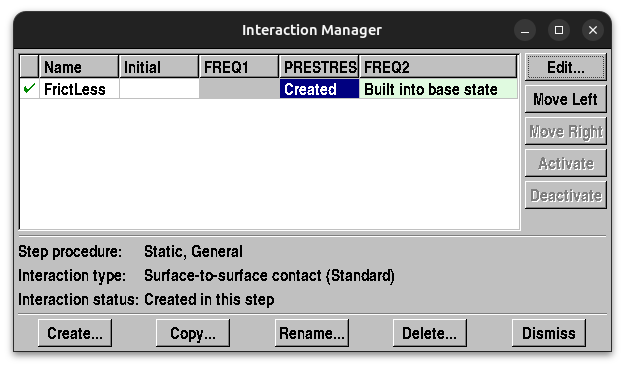 Interaction Manager
Name Initial FREQ1 PRESTRES FREQ2 Edit...
FrictLess Created Built into base state
Move Left
Move Right
Activate
Deactivate
Step procedure: Static, General
Interaction type: Surface-to-surface contact (Standard)
Interaction status: Created in this step
Create... Copy... Rename... Delete... Dismiss